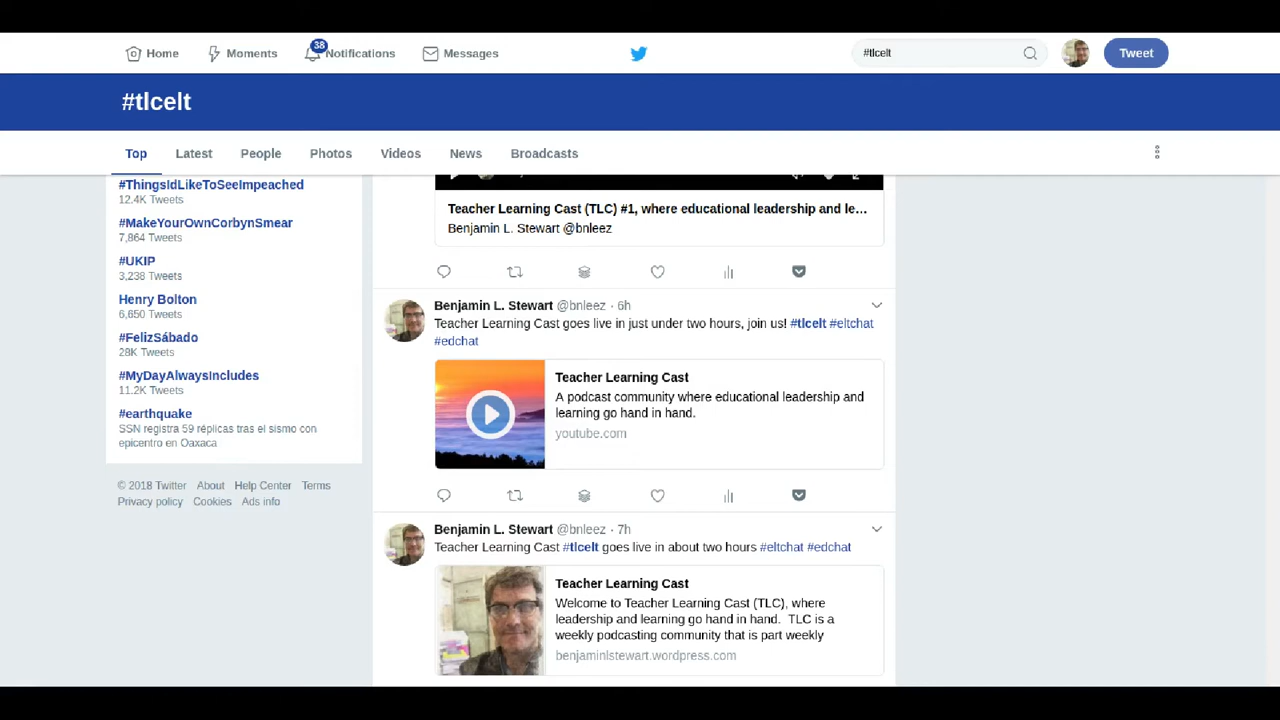 Home
Moments
38
Notifications
Messages
#tlcelt
Tweet
#tlcelt
Top
Latest
People
Photos
Videos
News
Broadcasts
#ThingsIdLikeToSeeImpeached
12.4K Tweets
#MakeYourOwnCorbynSmear
7,864 Tweets
#UKIP
3,238 Tweets
Henry Bolton
6,650 Tweets
#FelizSábado
28K Tweets
#MyDayAlwaysIncludes
11.2K Tweets
#earthquake
SSN registra 59 réplicas tras el sismo con
epicentro en Oaxaca
© 2018 Twitter About Help Center Terms
Privacy policy Cookies Ads info
Teacher Learning Cast (TLC) #1, where educational leadership and le…
Benjamin L. Stewart @bnleez
Benjamin L. Stewart @bnleez · 6h
Teacher Learning Cast goes live in just under two hours, join us! #tlcelt #eltchat
#edchat
Teacher Learning Cast
A podcast community where educational leadership and
learning go hand in hand.
youtube.com
Benjamin L. Stewart @bnleez · 7h
Teacher Learning Cast #tlcelt goes live in about two hours #eltchat #edchat
Teacher Learning Cast
Welcome to Teacher Learning Cast (TLC), where
leadership and learning go hand in hand. TLC is a
weekly podcasting community that is part weekly
benjaminlstewart.wordpress.com